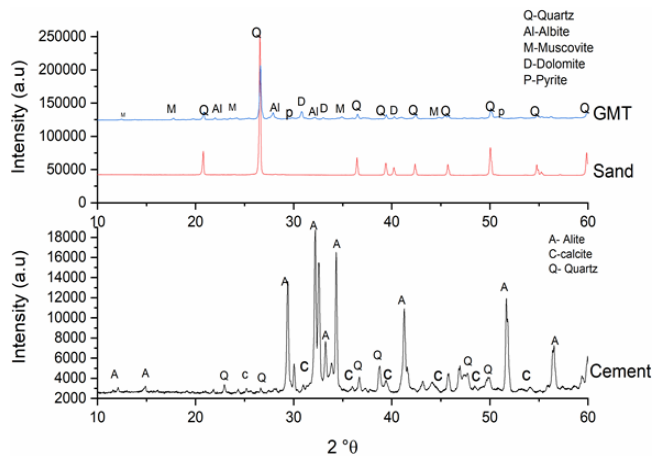 Q-Quartz
Al-Albite
M-Muscovite
D-Dolomite
P-Pyrite
Q
250000
200000
150000
100000
50000
0
Intensity (a.u)
M M Q Al M Al p D Al D M Q Q D Q M Q Q p Q Q
GMT
Sand
10 20 30 40 50 60
A- Alite
C-calcite
Q- Quartz
18000
16000
14000
12000
10000
8000
6000
4000
2000
Intensity (a.u)
A A Q c Q A C A A A C Q Q C A C Q C Q A C A
Cement
10 20 30 40 50 60
2 °θ